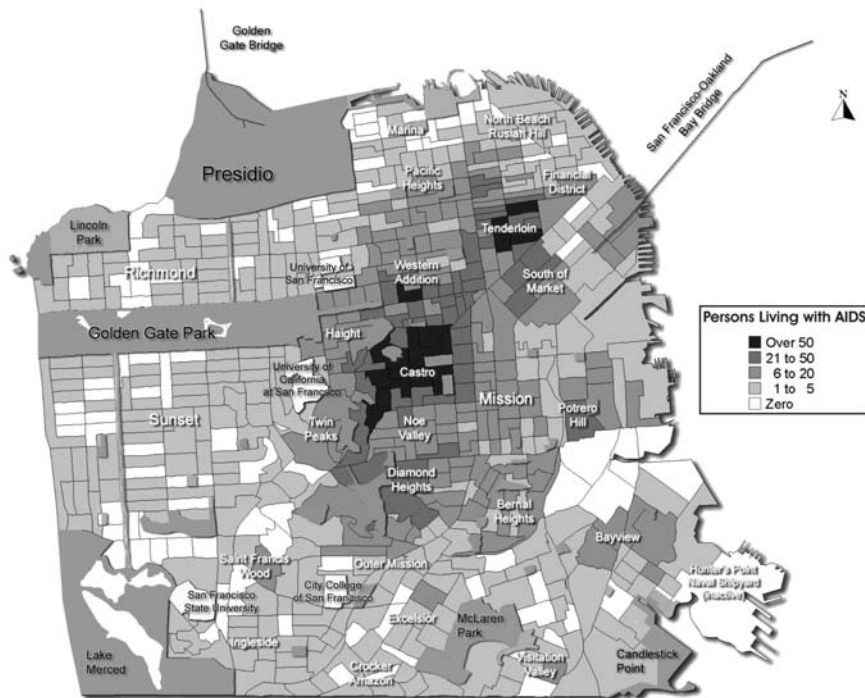 Golden
Gate Bridge
San Francisco-Oakland
Bay Bridge
N
Marina
North Beach
Rusian Hill
Presidio
Pacific
Heights
Financial
District
Lincoln
Park
Tenderloin
Richmond
University of
San Francisco
Western
Addition
South of
Market
Golden Gate Park
Haight
Persons Living with AIDS
Over 50
21 to 50
6 to 20
1 to 5
Zero
University of
California
at San Francisco
Castro
Sunset
Mission
Twin
Peaks
Noe
Valley
Potrero
Hill
Diamond
Heights
Bernal
Heights
Bayview
Saint Francis
Wood
Outer Mission
Hunter's Point
Naval Shipyard
(Inactive)
San Francisco
State University
City College
of San Francisco
Excelsior
McLaren
Park
Ingleside
Lake
Merced
Crocker
Amazon
Visitation
Valley
Candlestick
Point